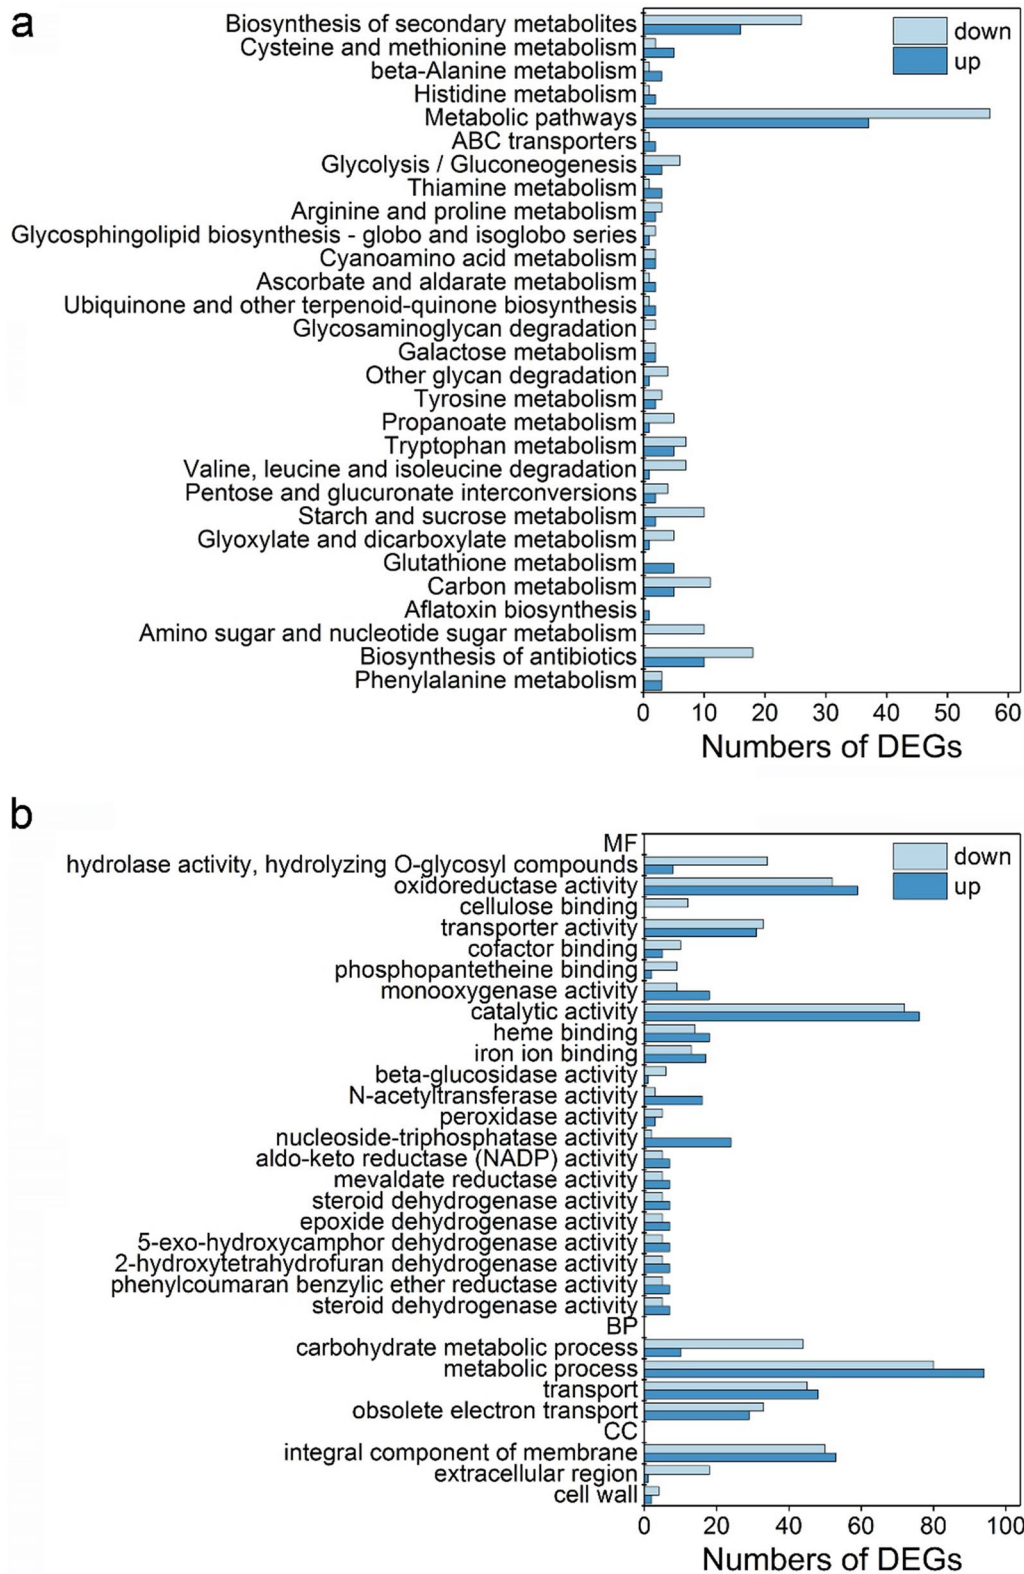 a
Biosynthesis of secondary metabolites
Cysteine and methionine metabolism
beta-Alanine metabolism
Histidine metabolism
Metabolic pathways
ABC transporters
Glycolysis / Gluconeogenesis
Thiamine metabolism
Arginine and proline metabolism
Glycosphingolipid biosynthesis - globo and isoglobo series
Cyanoamino acid metabolism
Ascorbate and aldarate metabolism
Ubiquinone and other terpenoid-quinone biosynthesis
Glycosaminoglycan degradation
Galactose metabolism
Other glycan degradation
Tyrosine metabolism
Propanoate metabolism
Tryptophan metabolism
Valine, leucine and isoleucine degradation
Pentose and glucuronate interconversions
Starch and sucrose metabolism
Glyoxylate and dicarboxylate metabolism
Glutathione metabolism
Carbon metabolism
Aflatoxin biosynthesis
Amino sugar and nucleotide sugar metabolism
Biosynthesis of antibiotics
Phenylalanine metabolism
down
up
0 10 20 30 40 50 60
Numbers of DEGs
b
MF
hydrolase activity, hydrolyzing O-glycosyl compounds
oxidoreductase activity
cellulose binding
transporter activity
cofactor binding
phosphopantetheine binding
monooxygenase activity
catalytic activity
heme binding
iron ion binding
beta-glucosidase activity
N-acetyltransferase activity
peroxidase activity
nucleoside-triphosphatase activity
aldo-keto reductase (NADP) activity
mevaldate reductase activity
steroid dehydrogenase activity
epoxide dehydrogenase activity
5-exo-hydroxycamphor dehydrogenase activity
2-hydroxytetrahydrofuran dehydrogenase activity
phenylcoumaran benzylic ether reductase activity
steroid dehydrogenase activity
BP
carbohydrate metabolic process
metabolic process
transport
obsolete electron transport
CC
integral component of membrane
extracellular region
cell wall
down
up
0 20 40 60 80 100
Numbers of DEGs